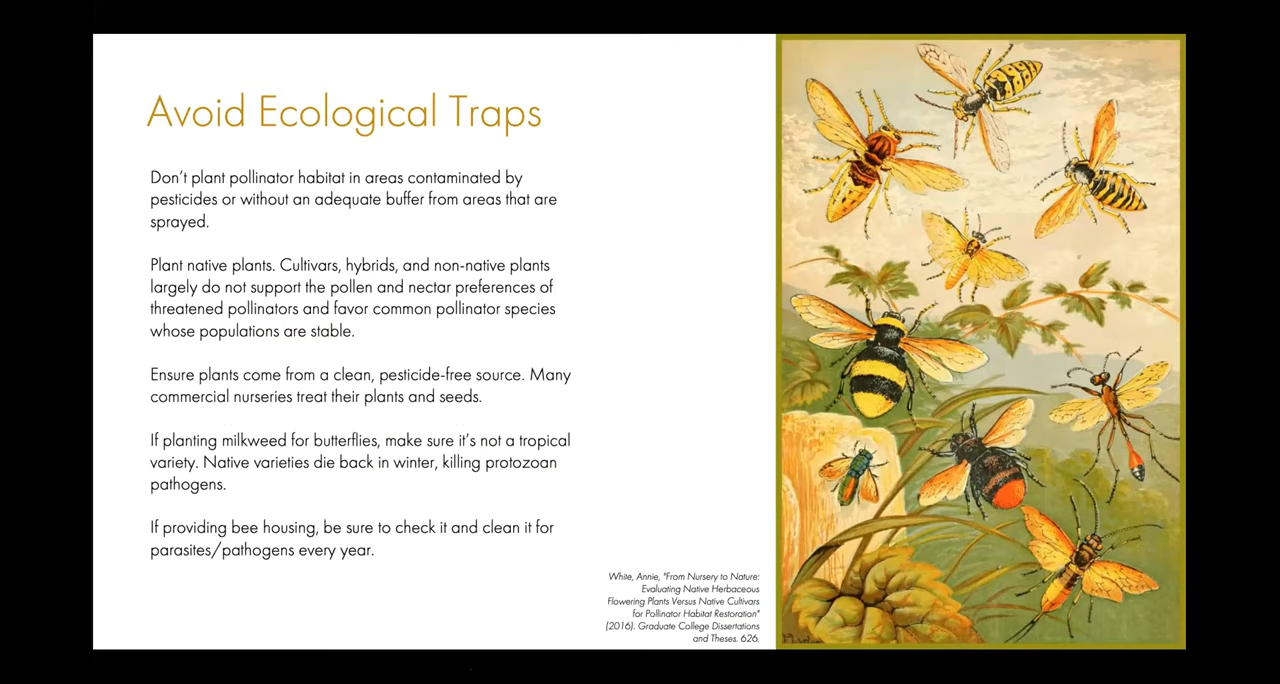 Avoid Ecological Traps
Don't plant pollinator habitat in areas contaminated by
pesticides or without an adequate buffer from areas that are
sprayed.
Plant native plants. Cultivars, hybrids, and non-native plants
largely do not support the pollen and nectar preferences of
threatened pollinators and favor common pollinator species
whose populations are stable.
Ensure plants come from a clean, pesticide-free source. Many
commercial nurseries treat their plants and seeds.
If planting milkweed for butterflies, make sure it's not a tropical
variety. Native varieties die back in winter, killing protozoan
pathogens.
If providing bee housing, be sure to check it and clean it for
parasites/pathogens every year.
White, Annie, "From Nursery to Nature:
Evaluating Native Herbaceous
Flowering Plants Versus Native Cultivars
for Pollinator Habitat Restoration"
(2016). Graduate College Dissertations
and Theses. 626.